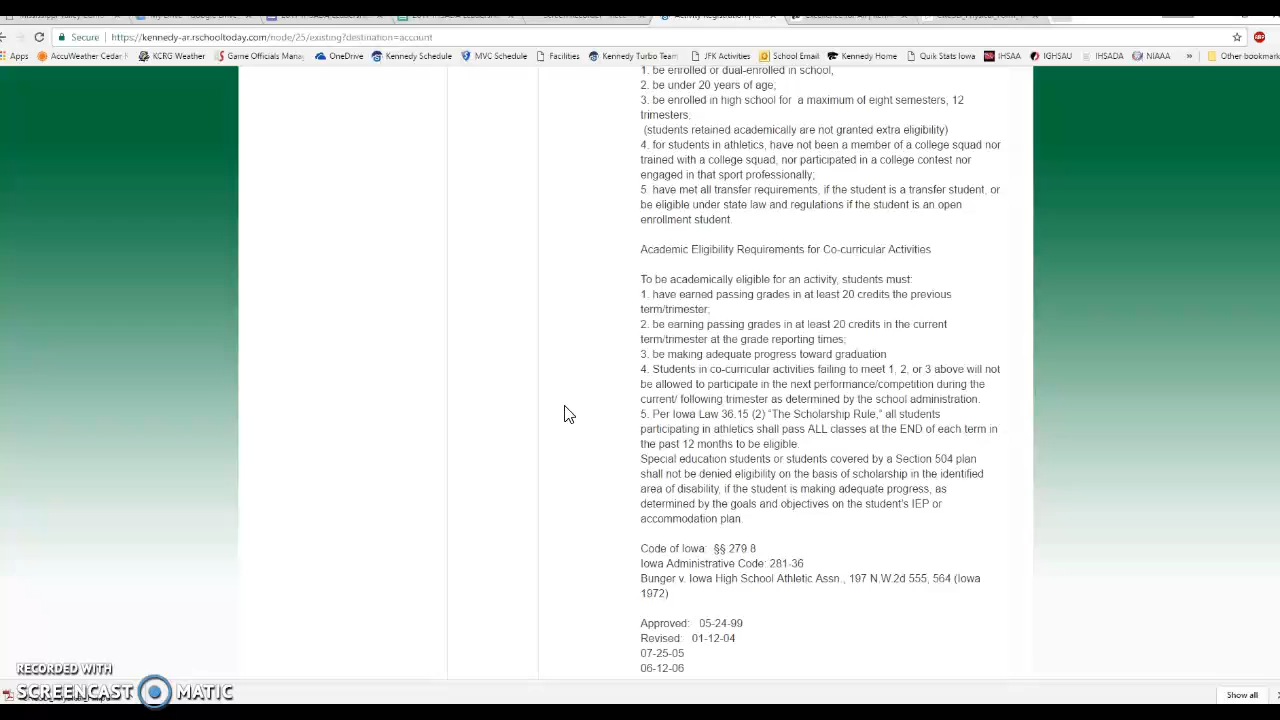 Secure https://kennedy-ar.rschooltoday.com/node/25/existing?destination=account
Apps AccuWeather Cedar KCRG Weather Game Officials Mana OneDrive Kennedy Schedule MVC Schedule Facilities Kennedy Turbo Team JFK Activities School Email Kennedy Home Quik Stats Iowa IHSAA IGHSAU IHSADA NIAAA » Other bookmark
1. be enrolled or dual-enrolled in school;
2. be under 20 years of age;
3. be enrolled in high school for a maximum of eight semesters, 12
trimesters;
(students retained academically are not granted extra eligibility)
4. for students in athletics, have not been a member of a college squad nor
trained with a college squad, nor participated in a college contest nor
engaged in that sport professionally;
5. have met all transfer requirements, if the student is a transfer student, or
be eligible under state law and regulations if the student is an open
enrollment student.
Academic Eligibility Requirements for Co-curricular Activities
To be academically eligible for an activity, students must:
1. have earned passing grades in at least 20 credits the previous
term/trimester;
2. be earning passing grades in at least 20 credits in the current
term/trimester at the grade reporting times;
3. be making adequate progress toward graduation
4. Students in co-curricular activities failing to meet 1, 2, or 3 above will not
be allowed to participate in the next performance/competition during the
current/ following trimester as determined by the school administration.
5. Per Iowa Law 36.15 (2) “The Scholarship Rule,” all students
participating in athletics shall pass ALL classes at the END of each term in
the past 12 months to be eligible.
Special education students or students covered by a Section 504 plan
shall not be denied eligibility on the basis of scholarship in the identified
area of disability, if the student is making adequate progress, as
determined by the goals and objectives on the student’s IEP or
accommodation plan.
Code of Iowa: §§ 279 8
Iowa Administrative Code: 281-36
Bunger v. Iowa High School Athletic Assn., 197 N.W.2d 555, 564 (Iowa
1972)
Approved: 05-24-99
Revised: 01-12-04
07-25-05
06-12-06
RECORDED WITH
SCREENCAST MATIC
Show all